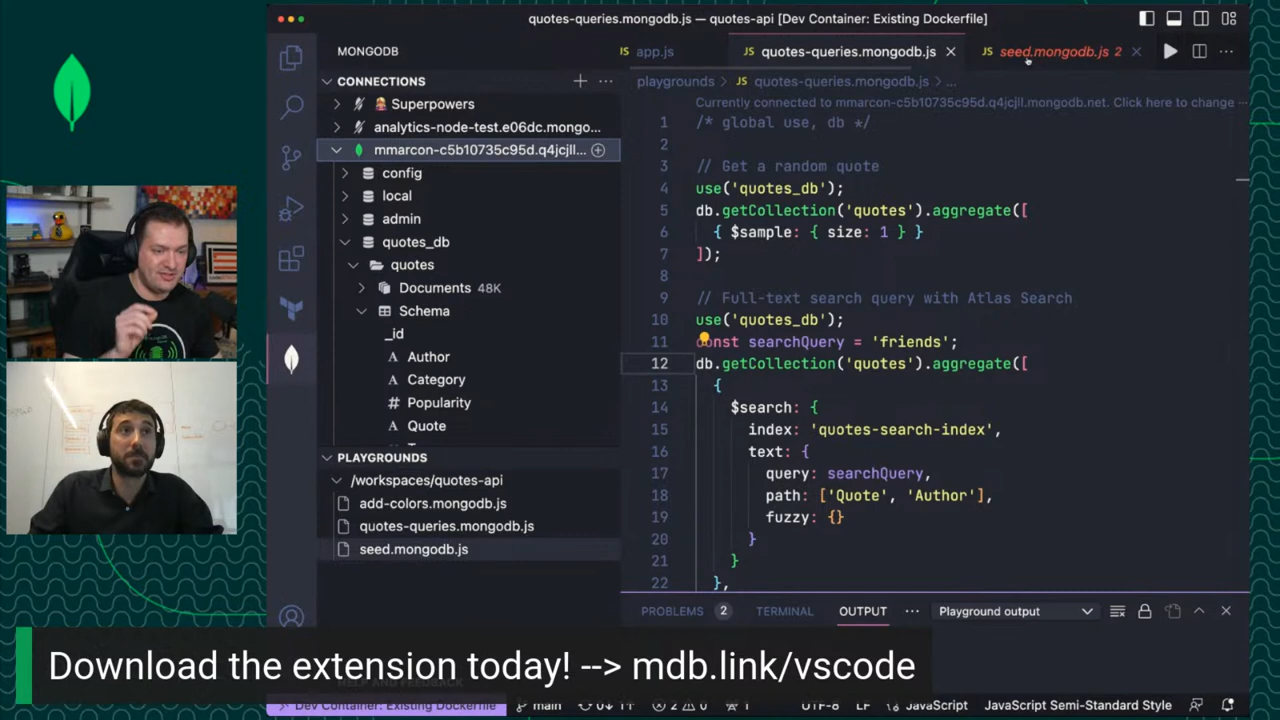 quotes-queries.mongodb.js — quotes-api [Dev Container: Existing Dockerfile]
MONGODB
JS app.js
JS quotes-queries.mongodb.js
JS seed.mongodb.js 2
CONNECTIONS
playgrounds > JS quotes-queries.mongodb.js > ...
Superpowers
analytics-node-test.e06dc.mongo...
mmarcon-c5b10735c95d.q4jcjll...
config
local
admin
quotes_db
quotes
Documents 48K
Schema
_id
A Author
A Category
# Popularity
A Quote
PLAYGROUNDS
/workspaces/quotes-api
add-colors.mongodb.js
quotes-queries.mongodb.js
seed.mongodb.js
Currently connected to mmarcon-c5b10735c95d.q4jcjll.mongodb.net. Click here to change
1 /* global use, db */
2
3 // Get a random quote
4 use('quotes_db');
5 db.getCollection('quotes').aggregate([
6 { $sample: { size: 1 } }
7 ]);
8
9 // Full-text search query with Atlas Search
10 use('quotes_db');
11 const searchQuery = 'friends';
12 db.getCollection('quotes').aggregate([
13 {
14 $search: {
15 index: 'quotes-search-index',
16 text: {
17 query: searchQuery,
18 path: ['Quote', 'Author'],
19 fuzzy: {}
20 }
21 }
22 },
PROBLEMS 2 TERMINAL OUTPUT ... Playground output
Download the extension today! --> mdb.link/vscode
Dev Container: Existing Dockerfile main 0↓ 1↑ 2 0 1 UTF-8 LF JavaScript JavaScript Semi-Standard Style